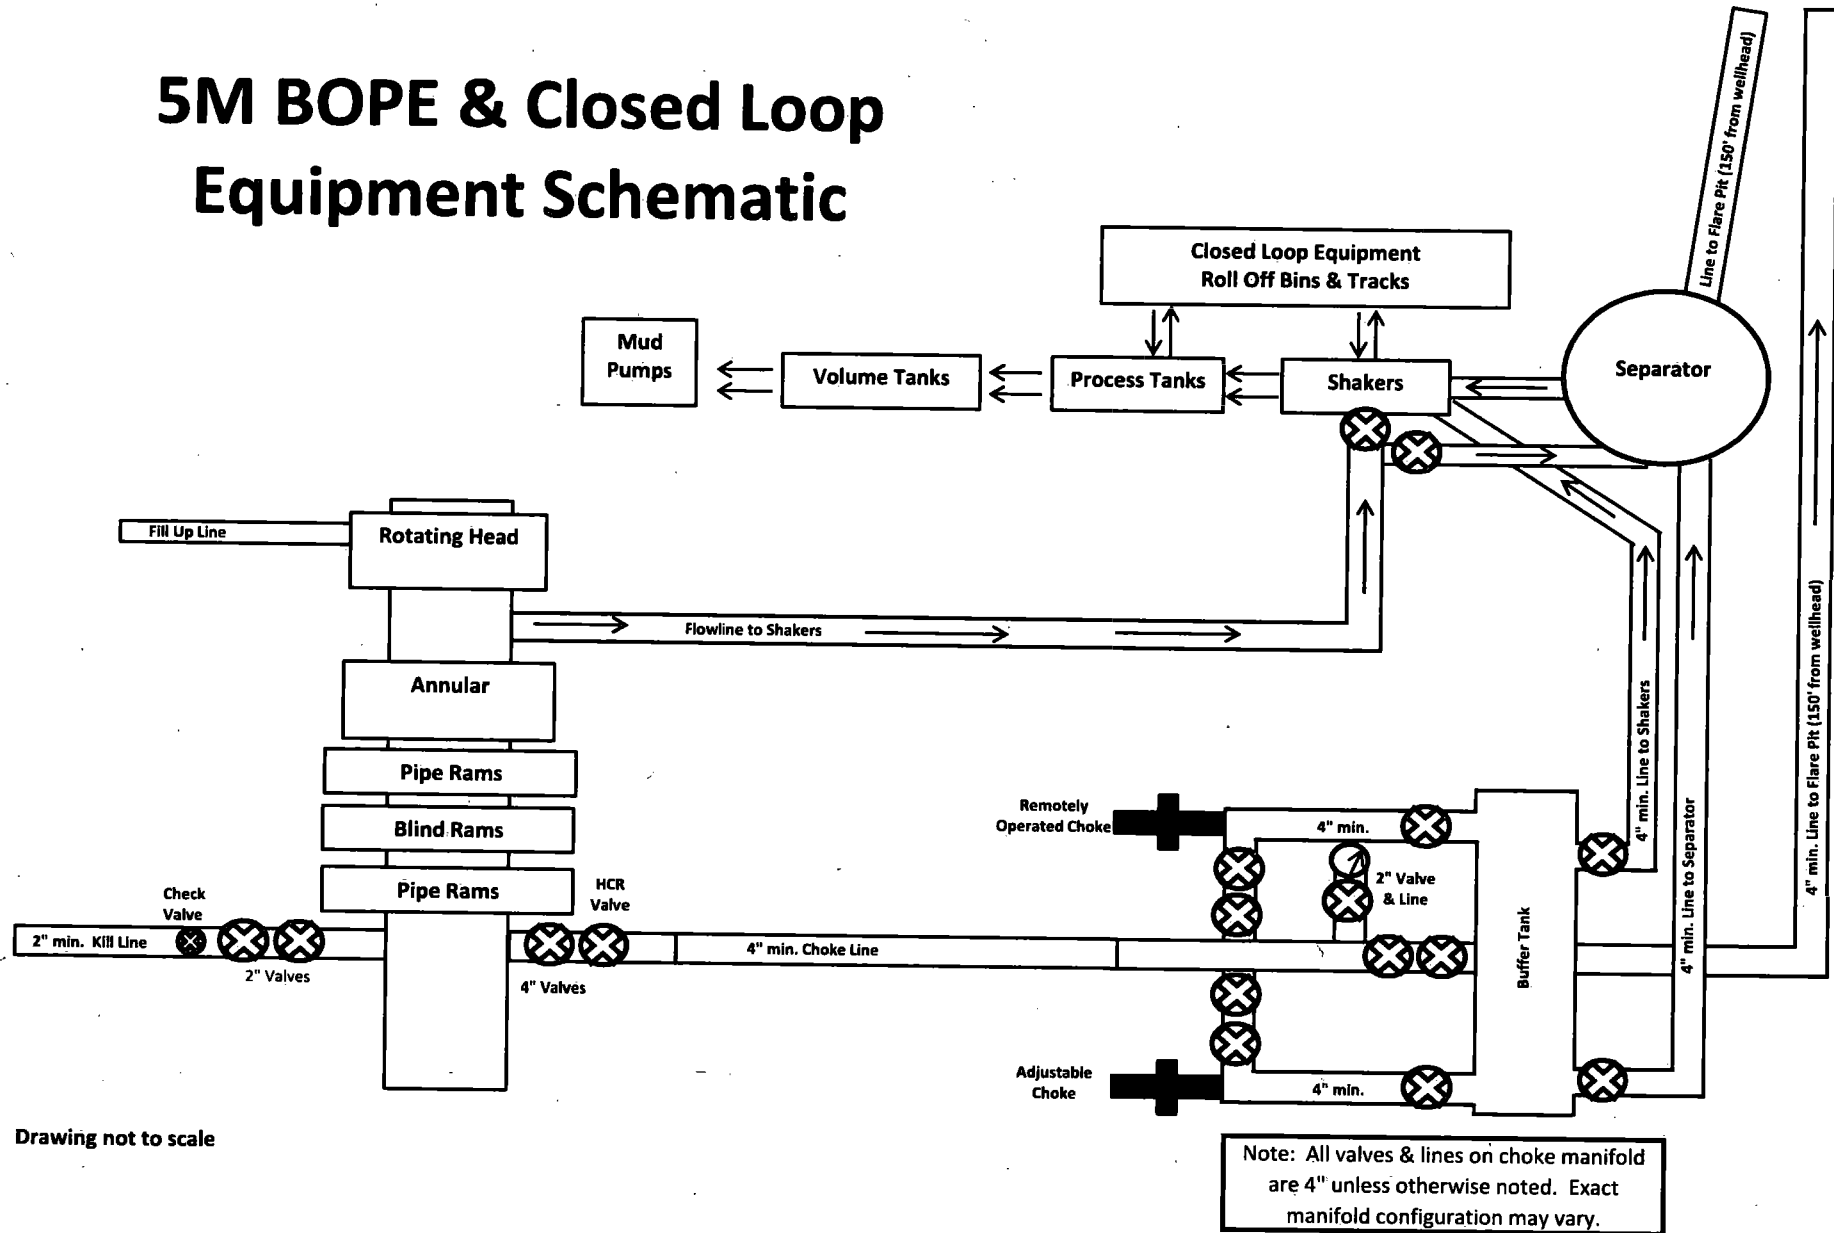 5M BOPE & Closed Loop
Equipment Schematic
Line to Flare Pit (150' from wellhead)
Closed Loop Equipment
Roll Off Bins & Tracks
Mud
Pumps
Volume Tanks
Process Tanks
Shakers
Separator
Fill Up Line
Rotating Head
Flowline to Shakers
Annular
Pipe Rams
Blind Rams
Pipe Rams
Check
Valve
HCR
Valve
2" min. Kill Line
2" Valves
4" Valves
4" min. Choke Line
Remotely
Operated Choke
4" min.
2" Valve
& Line
Buffer Tank
Adjustable
Choke
4" min.
4" min. Line to Shakers
4" min. Line to Separator
4" min. Line to Flare Pit (150' from wellhead)
Drawing not to scale
Note: All valves & lines on choke manifold
are 4" unless otherwise noted. Exact
manifold configuration may vary.